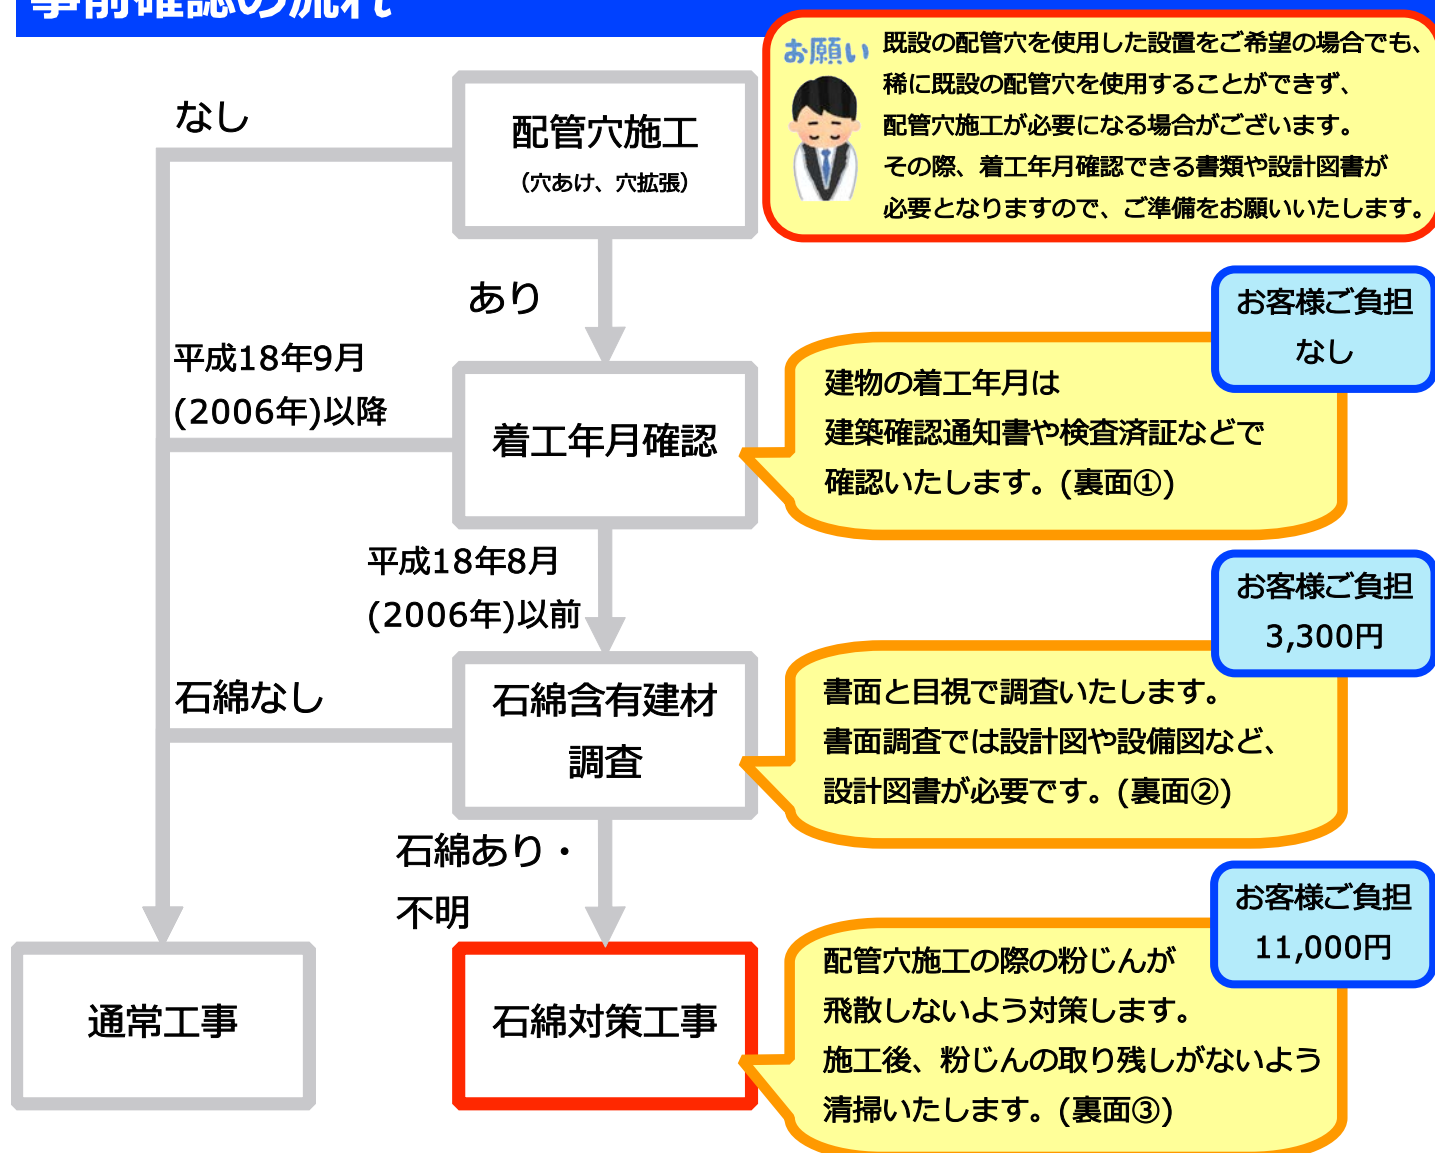 事前確認の流れ
お願い
既設の配管穴を使用した設置をご希望の場合でも、
稀に既設の配管穴を使用することができず、
配管穴施工が必要になる場合がございます。
その際、着工年月確認できる書類や設計図書が
必要となりますので、ご準備をお願いいたします。
なし
配管穴施工
（穴あけ、穴拡張）
あり
お客様ご負担
なし
平成18年9月
(2006年)以降
着工年月確認
建物の着工年月は
建築確認通知書や検査済証などで
確認いたします。(裏面①)
平成18年8月
(2006年)以前
お客様ご負担
3,300円
石綿なし
石綿含有建材
調査
書面と目視で調査いたします。
書面調査では設計図や設備図など、
設計図書が必要です。(裏面②)
石綿あり・
不明
お客様ご負担
11,000円
通常工事
石綿対策工事
配管穴施工の際の粉じんが
飛散しないよう対策します。
施工後、粉じんの取り残しがないよう
清掃いたします。(裏面③)